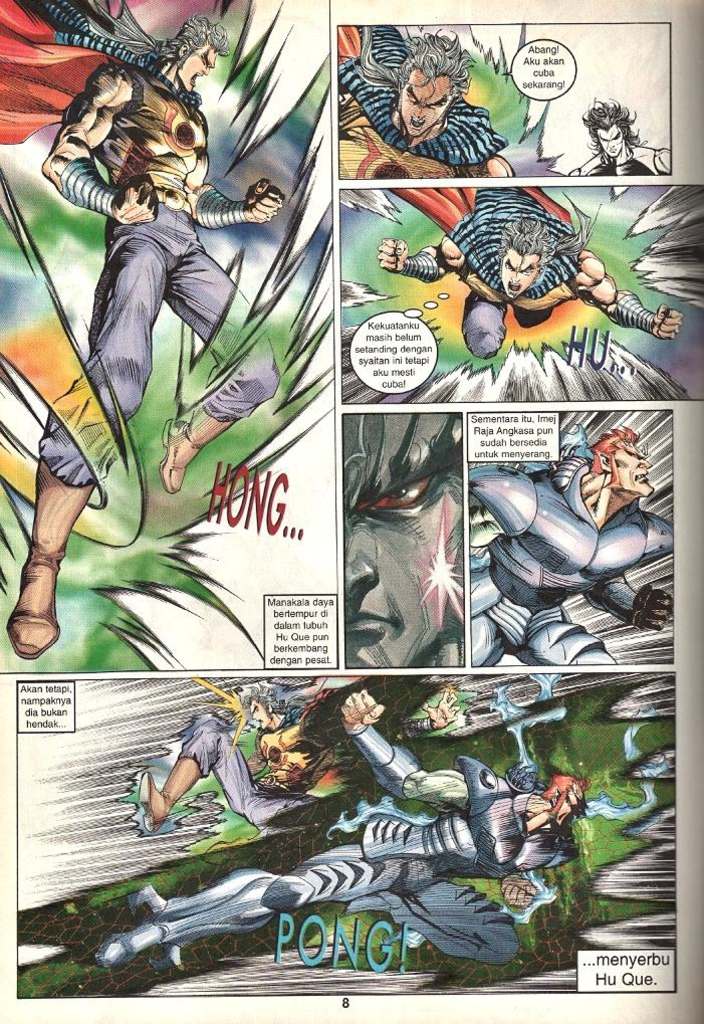 HONG
HONG...
Manakala daya
bertempur di
dalam tubuh
Hu Que pun
berkembang
dengan pesat.
Abang!
Aku akan
cuba
sekarang!
Kekuatanku
masih belum
setanding dengan
syaitan ini tetapi
aku mesti
cuba!
HU...
Sementara itu, Imej
Raja Angkasa pun
sudah bersedia
untuk menyerang.
Akan tetapi,
nampaknya
dia bukan
hendak...
PONG!
...menyerbu
Hu Que.
8